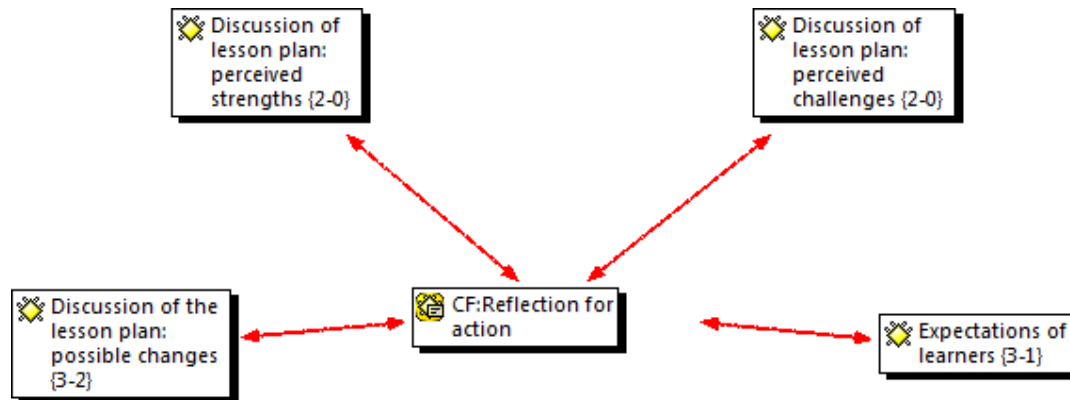 Discussion of
lesson plan:
perceived
strengths {2-0}
Discussion of
lesson plan:
perceived
challenges {2-0}
Discussion of the
lesson plan:
possible changes
{3-2}
CF:Reflection for
action
Expectations of
learners {3-1}